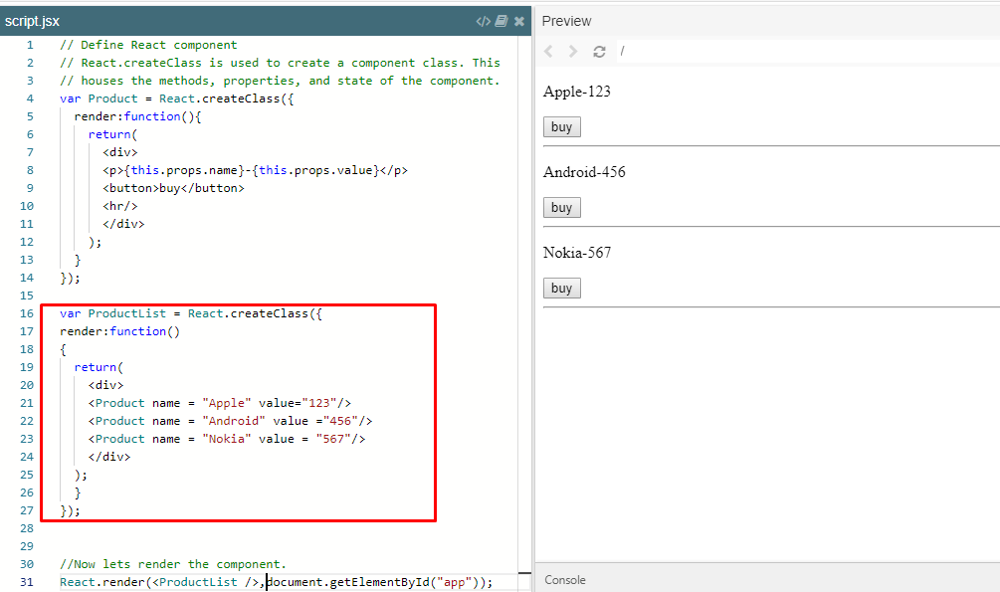 script.jsx
1 // Define React component
2 // React.createClass is used to create a component class. This
3 // houses the methods, properties, and state of the component.
4 var Product = React.createClass({
5 render:function(){
6 return(
7 <div>
8 <p>{this.props.name}-{this.props.value}</p>
9 <button>buy</button>
10 <hr/>
11 </div>
12 );
13 }
14 });
15
16 var ProductList = React.createClass({
17 render:function()
18 {
19 return(
20 <div>
21 <Product name = "Apple" value="123"/>
22 <Product name = "Android" value ="456"/>
23 <Product name = "Nokia" value = "567"/>
24 </div>
25 );
26 }
27 });
28
29
30 //Now lets render the component.
31 React.render(<ProductList />,document.getElementById("app"));
Preview
/
Apple-123
buy
Android-456
buy
Nokia-567
buy
Console